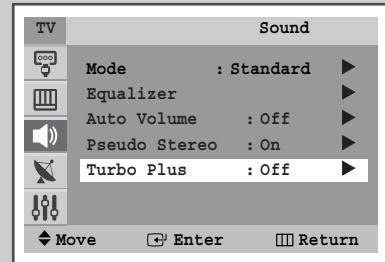 TV Sound
Mode : Standard
Equalizer
Auto Volume : Off
Pseudo Stereo : On
Turbo Plus : Off
Move Enter Return